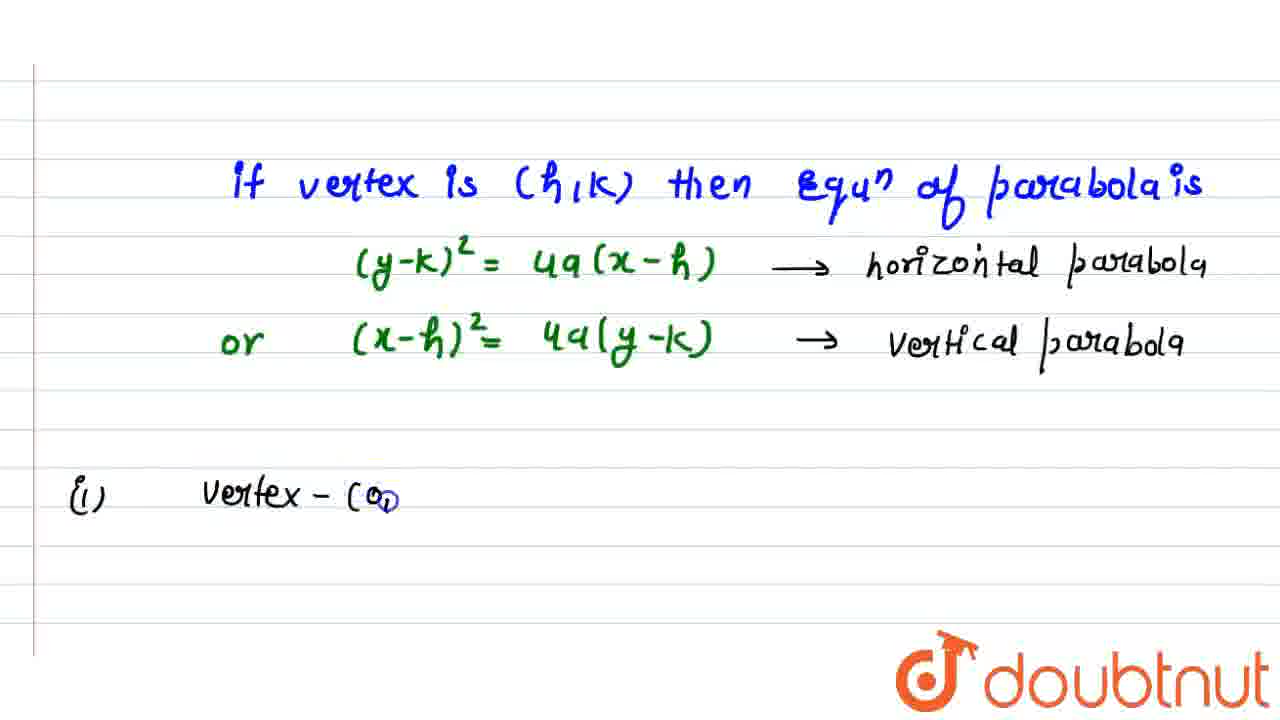 if vertex is (h,k) then Equⁿ of parabola is
(y-k)² = 4a(x-h) → horizontal parabola
or (x-h)² = 4a(y-k) → vertical parabola
(i) vertex - (0,
doubtnut